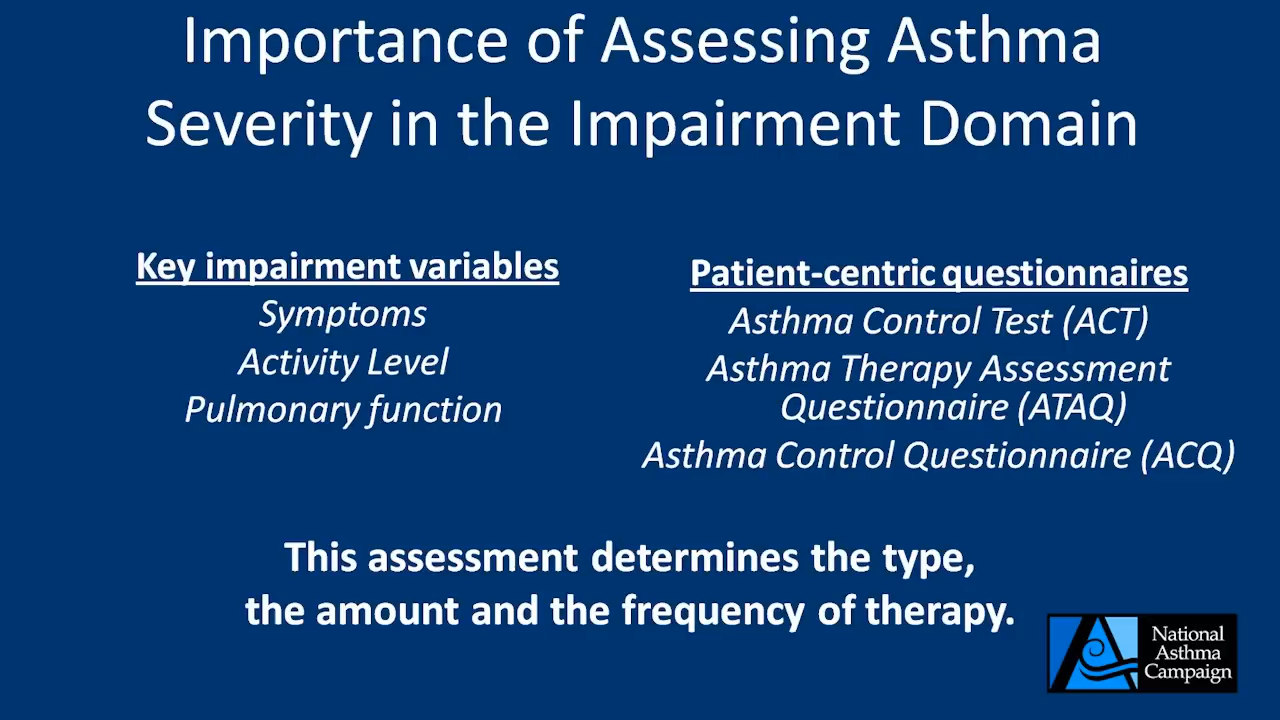 Importance of Assessing Asthma
Severity in the Impairment Domain
Key impairment variables
Symptoms
Activity Level
Pulmonary function
Patient-centric questionnaires
Asthma Control Test (ACT)
Asthma Therapy Assessment
Questionnaire (ATAQ)
Asthma Control Questionnaire (ACQ)
This assessment determines the type,
the amount and the frequency of therapy.
National
Asthma
Campaign